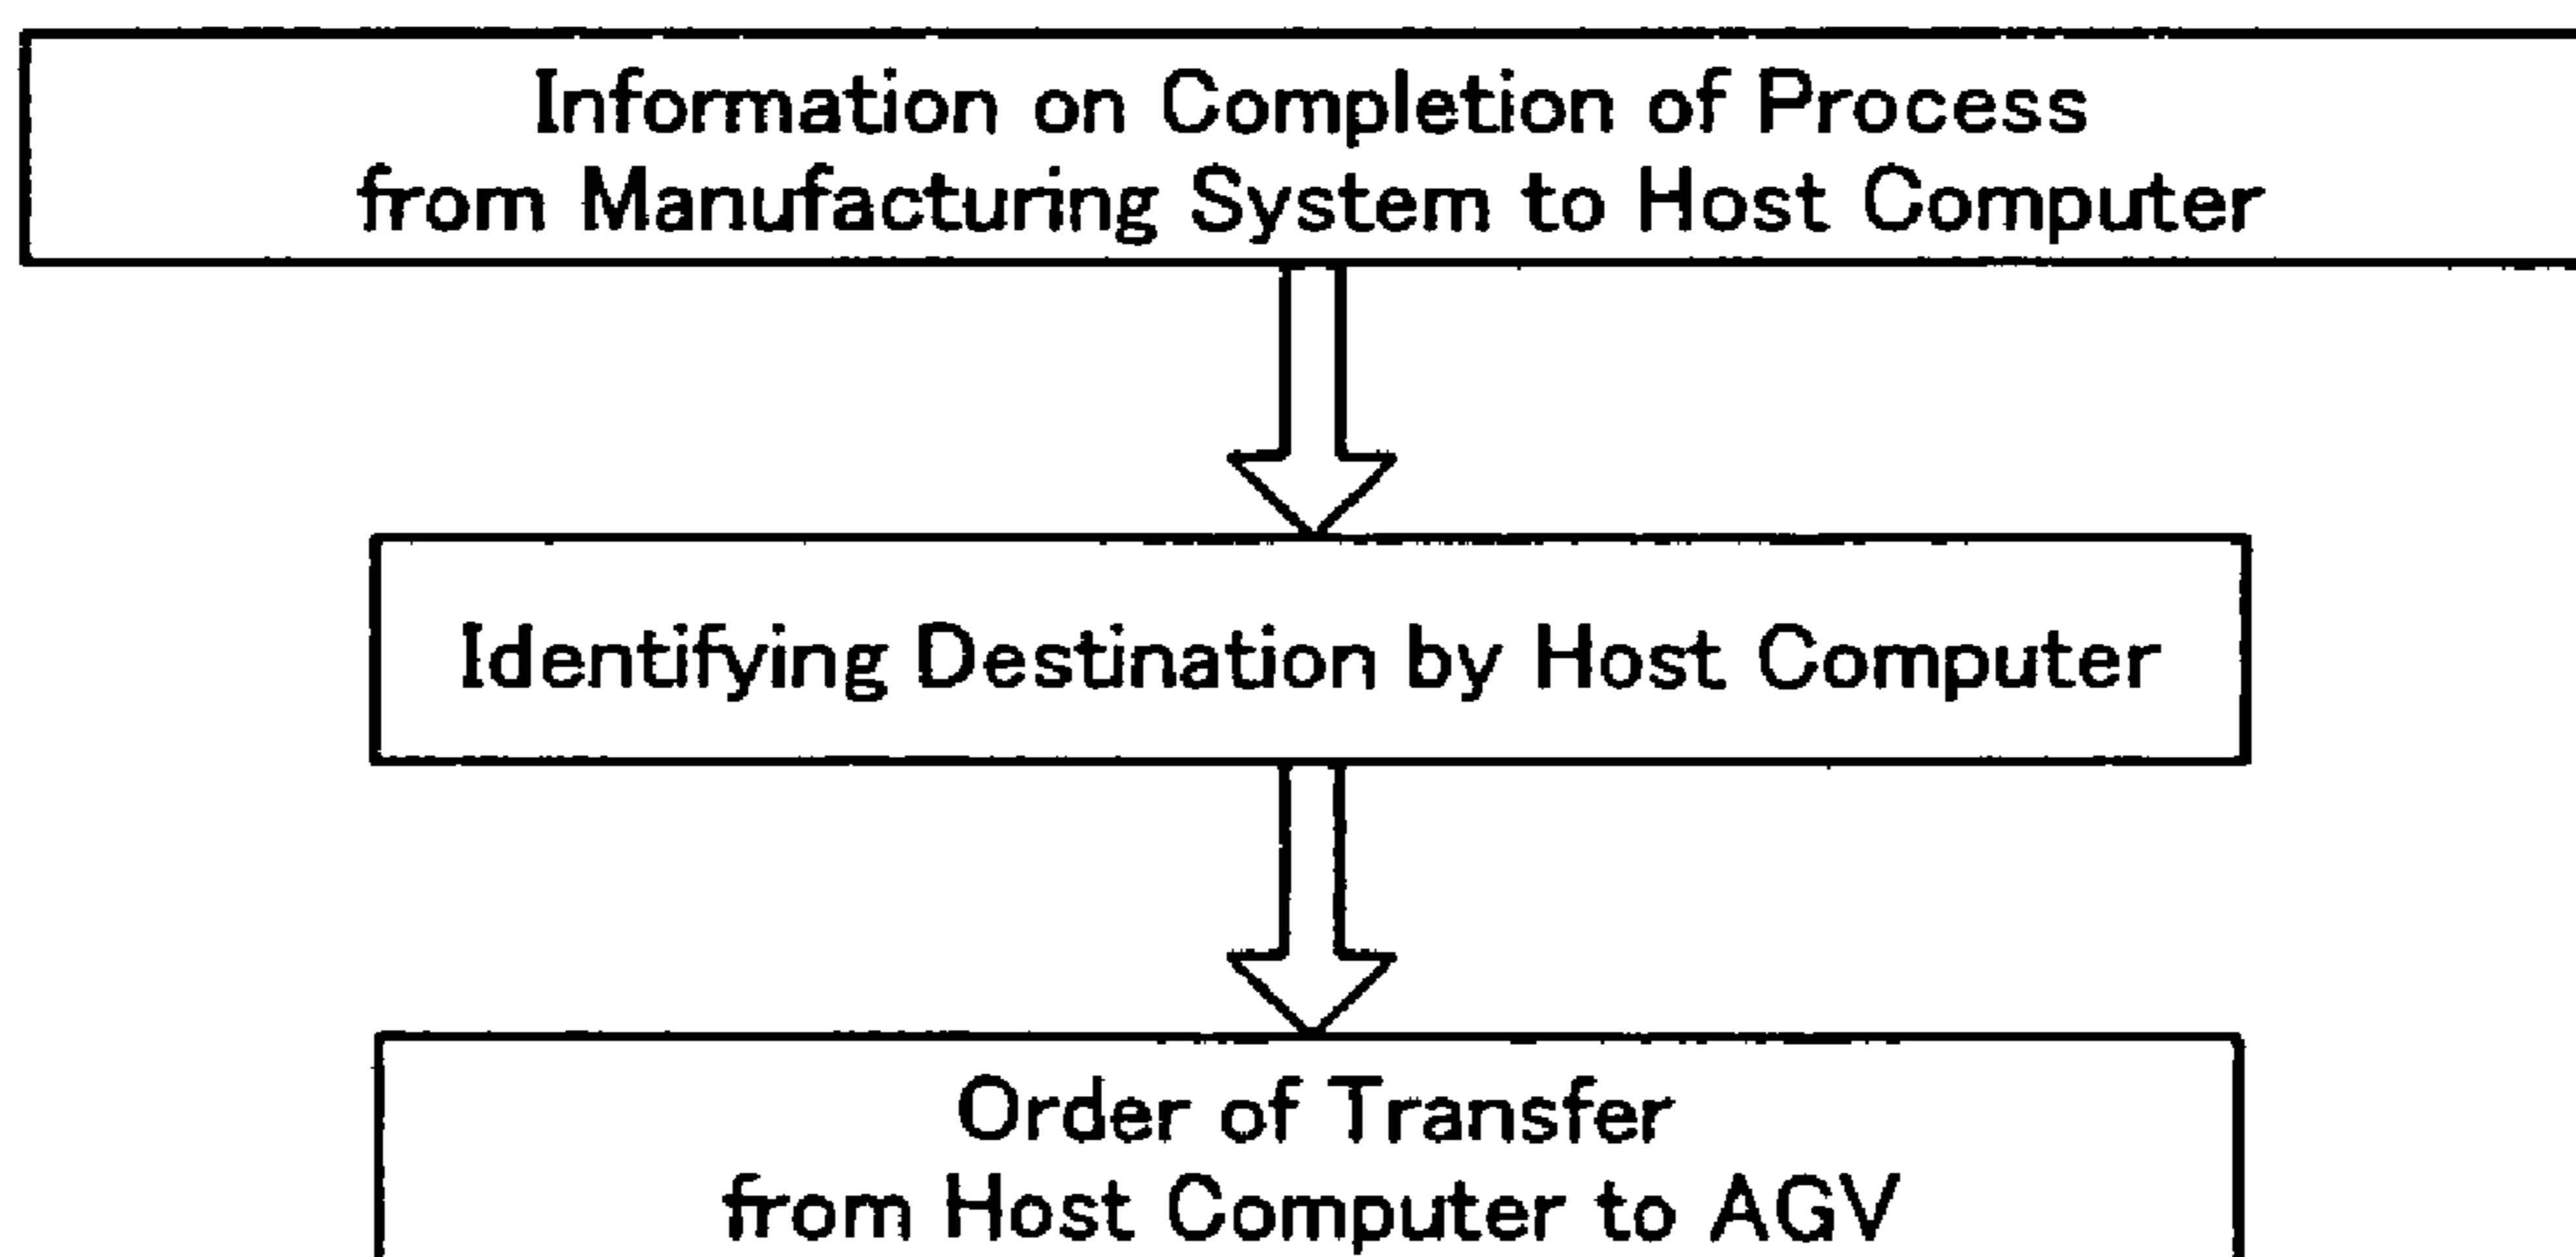 Information on Completion of Process
from Manufacturing System to Host Computer
Identifying Destination by Host Computer
Order of Transfer
from Host Computer to AGV